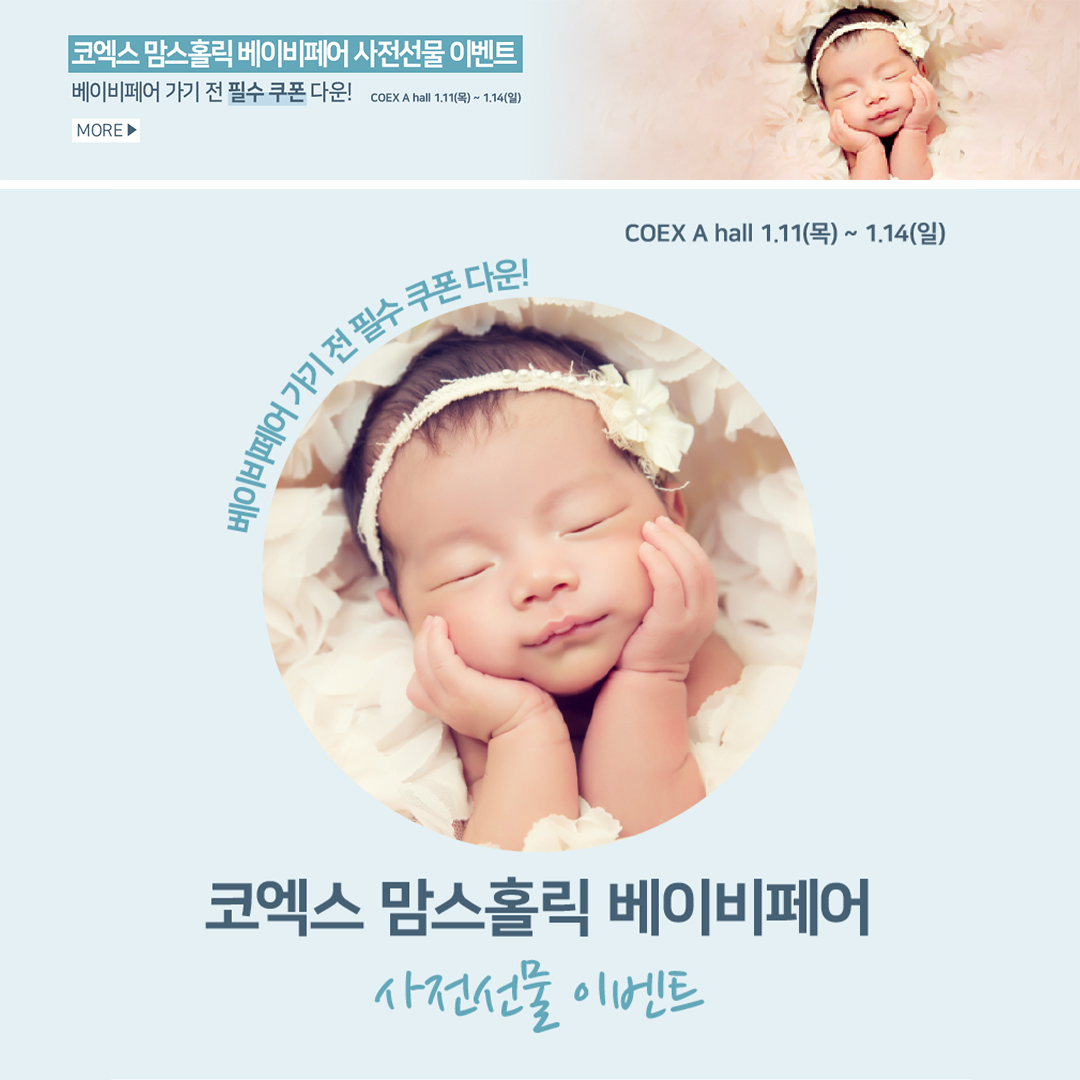 코엑스 맘스홀릭 베이비페어 사전선물 이벤트
베이비페어 가기 전 필수 쿠폰 다운! COEX A hall 1.11(목) ~ 1.14(일)
MORE▶
COEX A hall 1.11(목) ~ 1.14(일)
베이비페어 가기 전 필수 쿠폰 다운!
코엑스 맘스홀릭 베이비페어
사전선물 이벤트